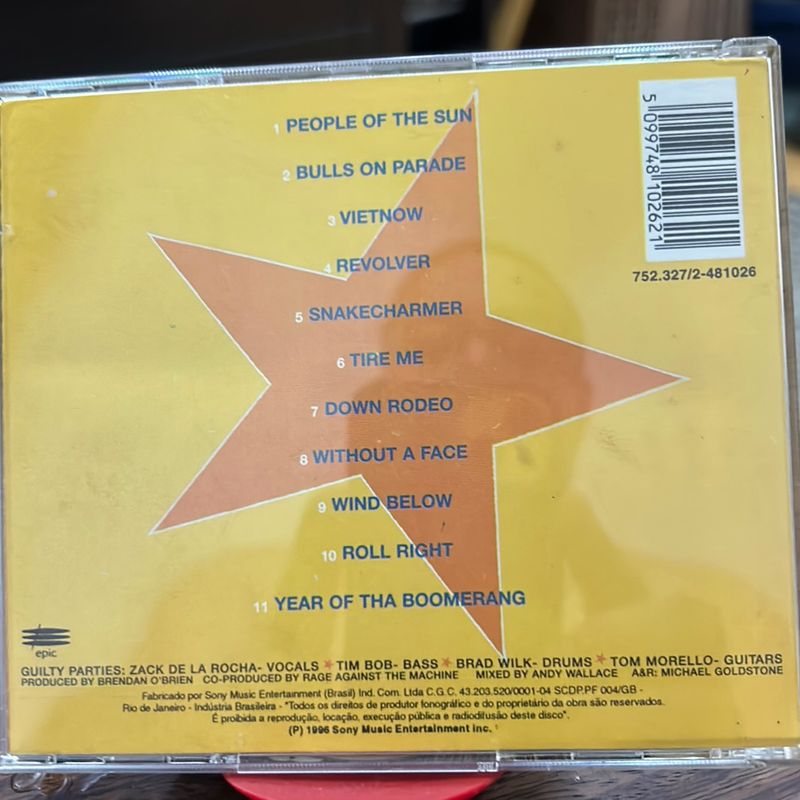 1 PEOPLE OF THE SUN
2 BULLS ON PARADE
3 VIETNOW
4 REVOLVER
5 SNAKECHARMER
6 TIRE ME
7 DOWN RODEO
8 WITHOUT A FACE
9 WIND BELOW
10 ROLL RIGHT
11 YEAR OF THA BOOMERANG
5 099748 102621
752.327/2-481026
epic
GUILTY PARTIES: ZACK DE LA ROCHA- VOCALS ★ TIM BOB- BASS ★ BRAD WILK- DRUMS ★ TOM MORELLO- GUITARS
PRODUCED BY BRENDAN O'BRIEN CO-PRODUCED BY RAGE AGAINST THE MACHINE MIXED BY ANDY WALLACE A&R: MICHAEL GOLDSTONE
Fabricado por Sony Music Entertainment (Brasil) Ind. Com. Ltda C.G.C. 43.203.520/0001-04 SCDP.PF 004/GB -
Rio de Janeiro - Indústria Brasileira - "Todos os direitos de produtor fonográfico e do proprietário da obra são reservados.
É proibida a reprodução, locação, execução pública e radiodifusão deste disco".
(P) 1996 Sony Music Entertainment inc.